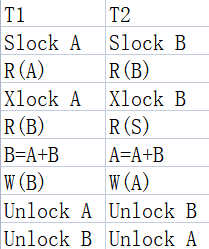 T1 T2
Slock A Slock B
R(A) R(B)
Xlock A Xlock B
R(B) R(S)
B=A+B A=A+B
W(B) W(A)
Unlock A Unlock B
Unlock B Unlock A